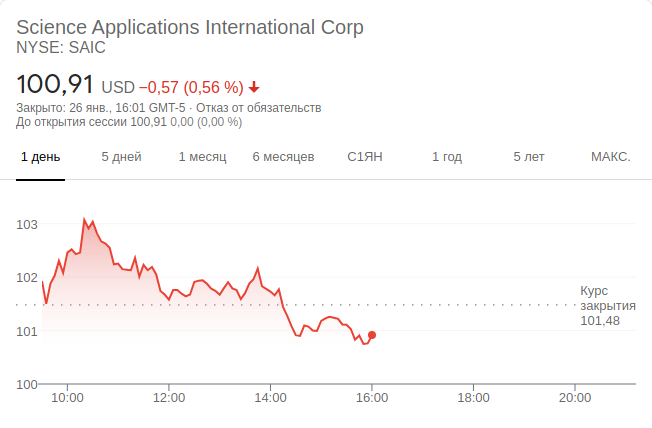 Science Applications International Corp
NYSE: SAIC
100,91 USD −0,57 (0,56 %)
Закрыто: 26 янв., 16:01 GMT-5 · Отказ от обязательств
До открытия сессии 100,91 0,00 (0,00 %)
1 день 5 дней 1 месяц 6 месяцев С1ЯН 1 год 5 лет МАКС.
103
102
Курс
закрытия
101,48
101
100
10:00 12:00 14:00 16:00 18:00 20:00